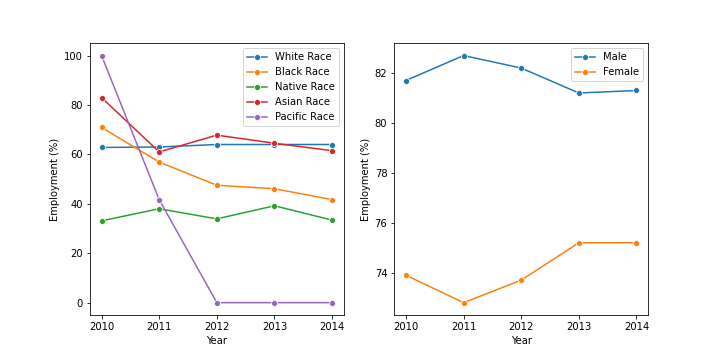 100
80
60
40
20
0
Employment (%)
2010 2011 2012 2013 2014
Year
White Race
Black Race
Native Race
Asian Race
Pacific Race
82
80
78
76
74
Employment (%)
2010 2011 2012 2013 2014
Year
Male
Female